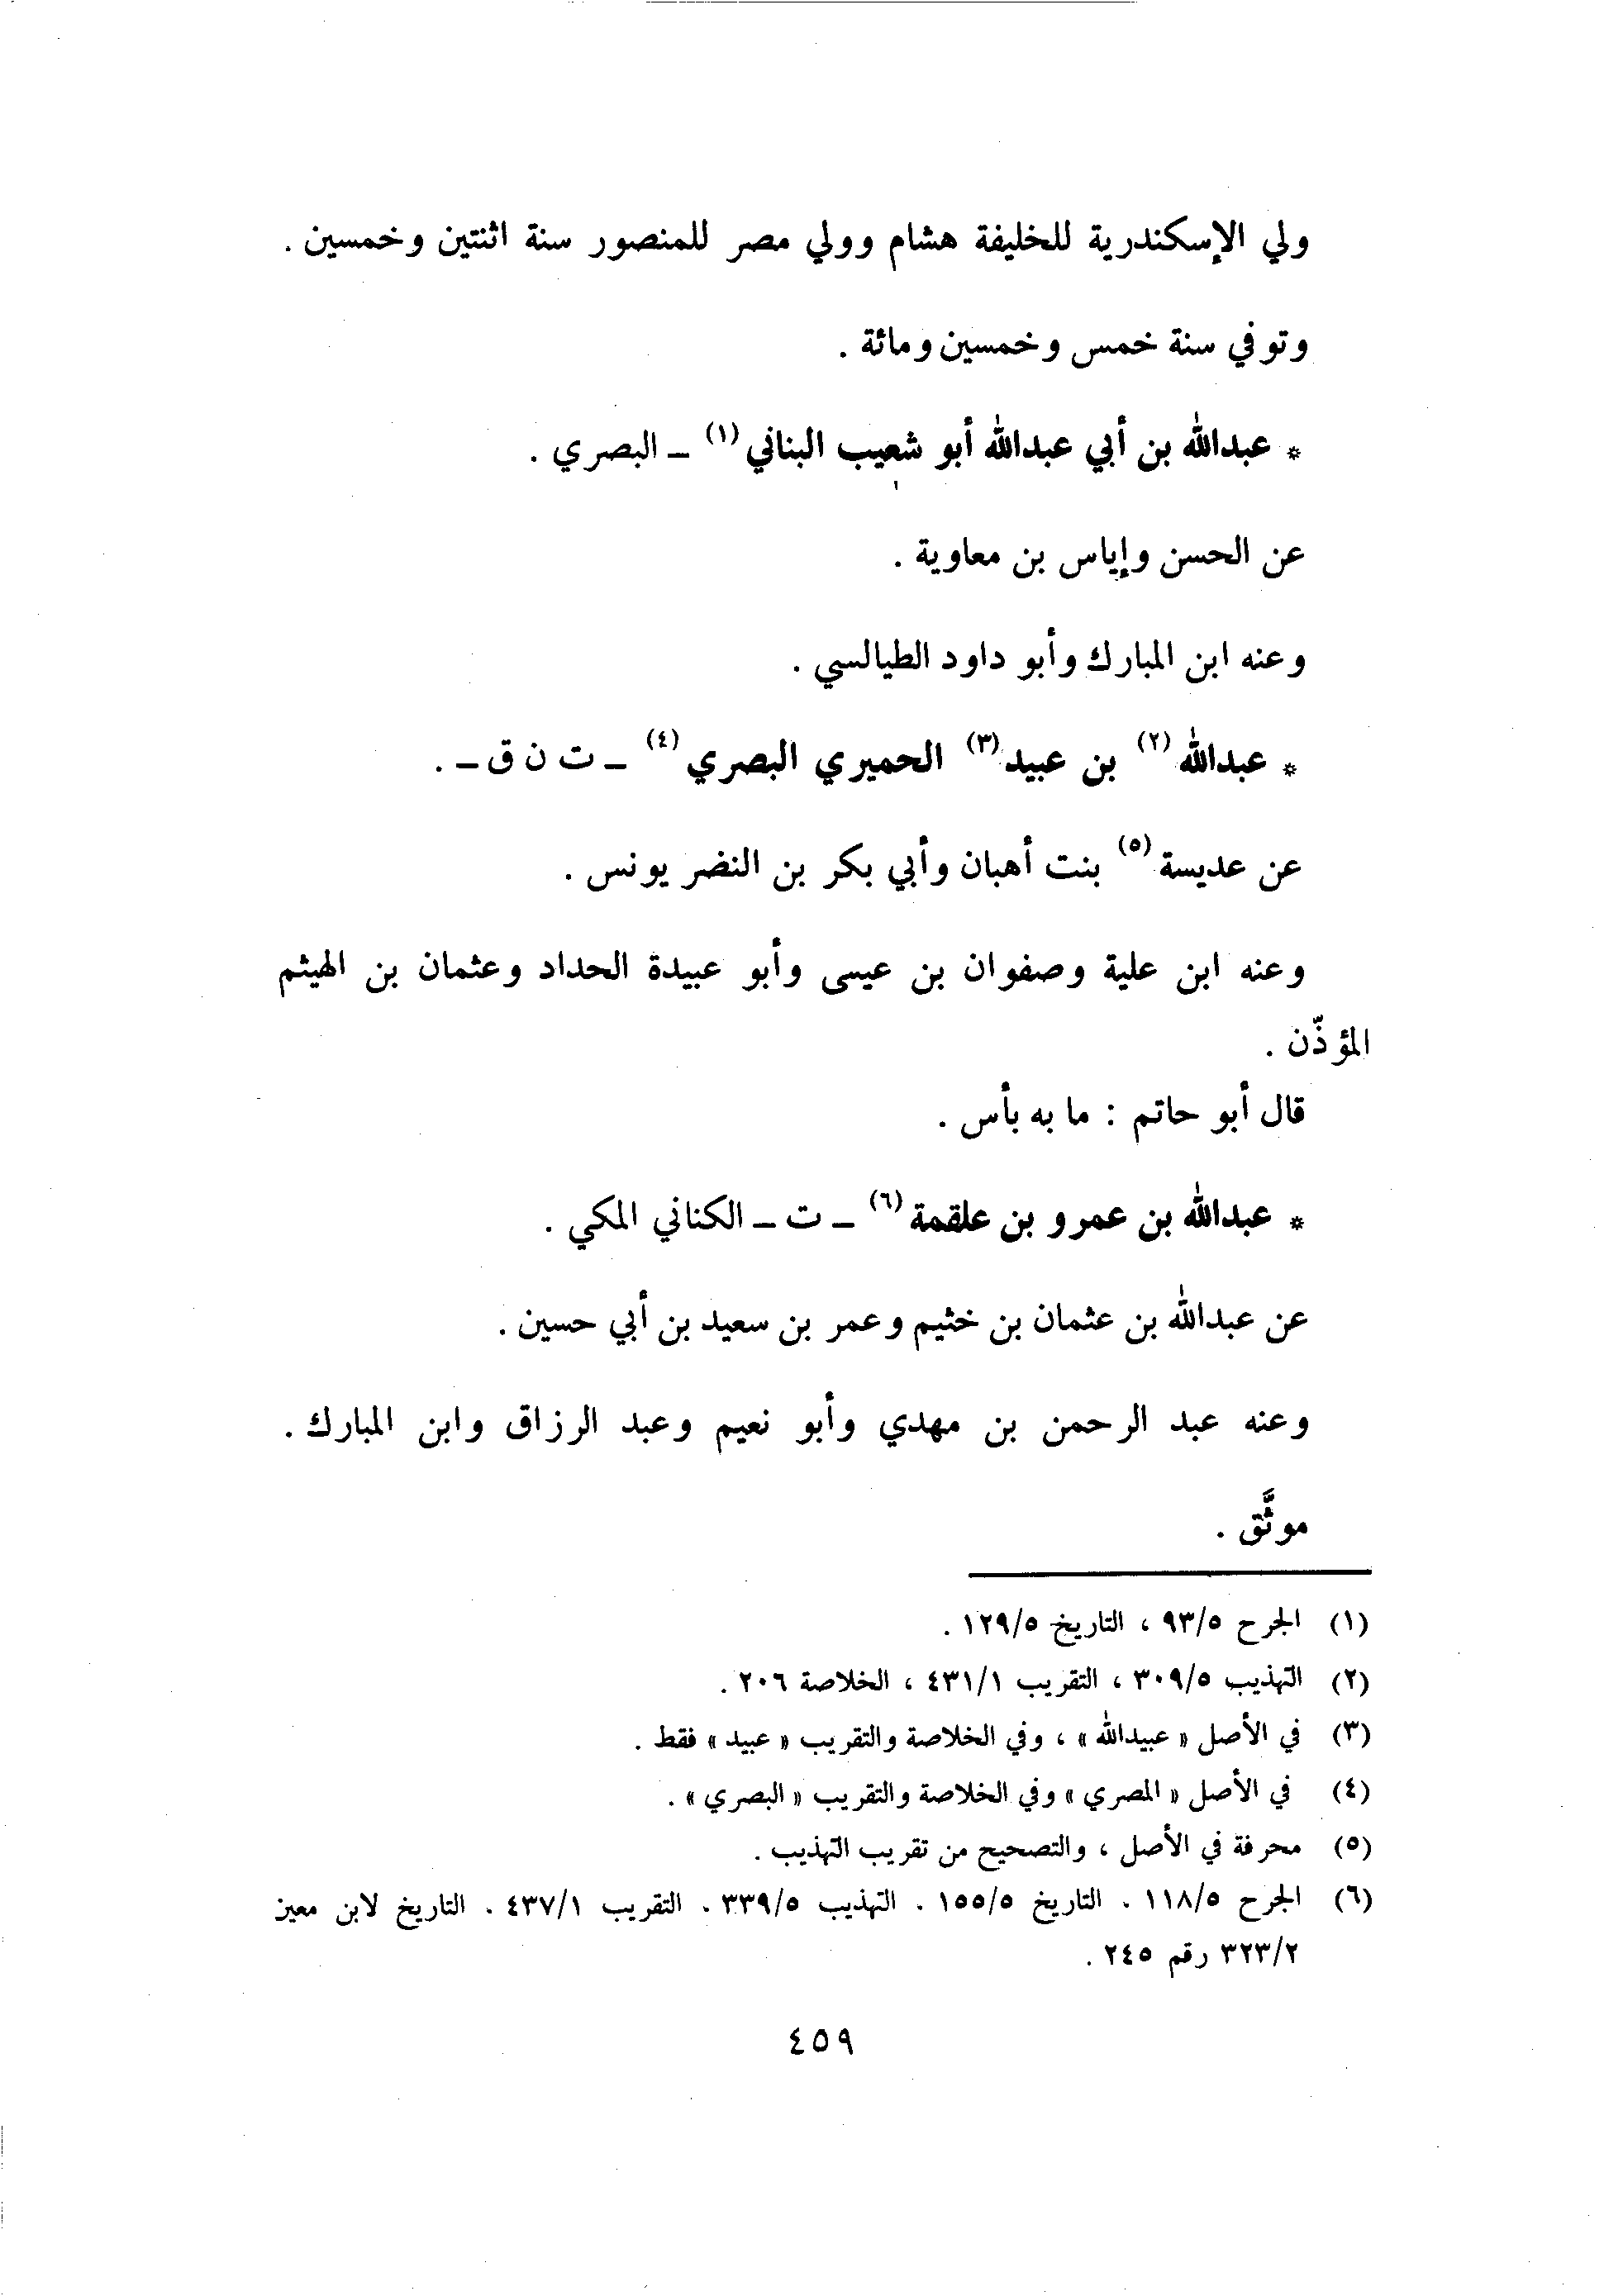 ولي الإسكندرية للخليفة هشام وولي مصر للمنصور سنة اثنتين وخمسين .
وتوفي سنة خمس وخمسين ومائة .
* عبدالله بن أبي عبدالله أبو شعيب البناني (١) ـ البصري .
عن الحسن وإياس بن معاوية .
وعنه ابن المبارك وأبو داود الطيالسي .
* عبدالله (٢) بن عبيد (٣) الحميري البصري (٤) ـ ت ن ق ـ .
عن عديسة (٥) بنت أهبان وأبي بكر بن النضر يونس .
وعنه ابن علية وصفوان بن عيسى وأبو عبيدة الحداد وعثمان بن الهيثم
المؤذّن .
قال أبو حاتم : ما به بأس .
* عبدالله بن عمرو بن علقمة (٦) ـ ت ـ الكناني المكي .
عن عبدالله بن عثمان بن خثيم وعمر بن سعيد بن أبي حسين .
وعنه عبد الرحمن بن مهدي وأبو نعيم وعبد الرزاق وابن المبارك .
موثَّق .
(١) الجرح ٩٣/٥ ، التاريخ ١٢٩/٥ .
(٢) التهذيب ٣٠٩/٥ ، التقريب ٤٣١/١ ، الخلاصة ٢٠٦ .
(٣) في الأصل « عبيدالله » ، وفي الخلاصة والتقريب « عبيد » فقط .
(٤) في الأصل « المصري » وفي الخلاصة والتقريب « البصري » .
(٥) محرفة في الأصل ، والتصحيح من تقريب التهذيب .
(٦) الجرح ١١٨/٥ . التاريخ ١٥٥/٥ . التهذيب ٣٣٩/٥ . التقريب ٤٣٧/١ . التاريخ لابن معين
٣٢٣/٢ رقم ٢٤٥ .
٤٥٩